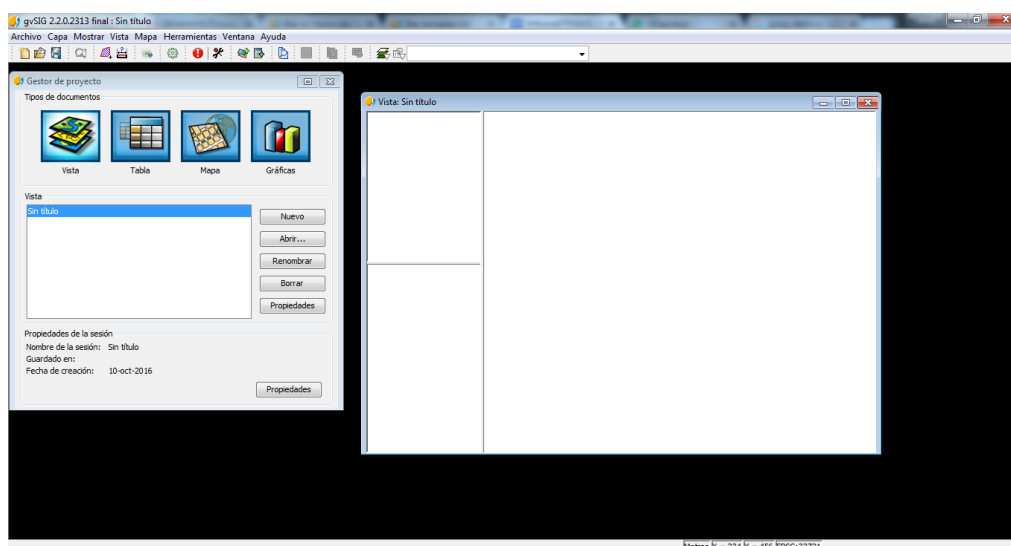 gvSIG 2.2.0.2313 final : Sin título
Archivo Capa Mostrar Vista Mapa Herramientas Ventana Ayuda
Gestor de proyecto
Tipos de documentos
Vista Tabla Mapa Gráficas
Vista
Sin título
Nuevo
Abrir...
Renombrar
Borrar
Propiedades
Propiedades de la sesión
Nombre de la sesión: Sin título
Guardado en:
Fecha de creación: 10-oct-2016
Propiedades
Vista: Sin título